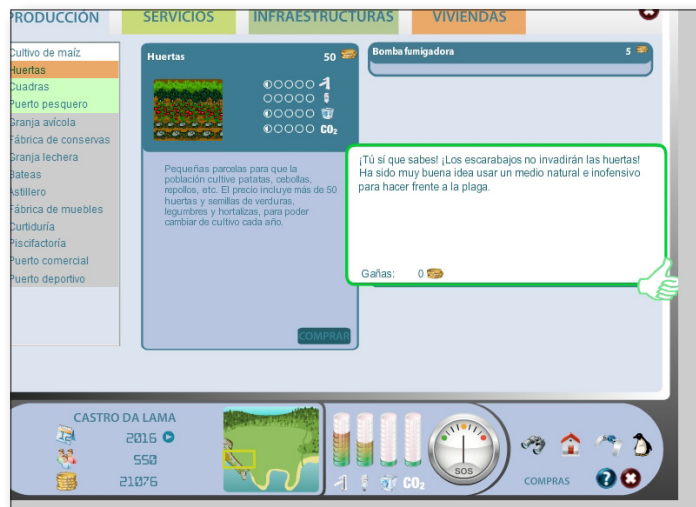 PRODUCCIÓN SERVICIOS INFRAESTRUCTURAS VIVIENDAS
Cultivo de maíz
Huertas
Cuadras
Puerto pesquero
Granja avícola
Fábrica de conservas
Granja lechera
Bateas
Astillero
Fábrica de muebles
Curtiduría
Piscifactoría
Puerto comercial
Puerto deportivo
Huertas 50
CO₂
Pequeñas parcelas para que la
población cultive patatas, cebollas,
repollos, etc. El precio incluye más de 50
huertas y semillas de verduras,
legumbres y hortalizas, para poder
cambiar de cultivo cada año.
COMPRAR
Bomba fumigadora 5
¡Tú sí que sabes! ¡Los escarabajos no invadirán las huertas!
Ha sido muy buena idea usar un medio natural e inofensivo
para hacer frente a la plaga.
Gañas: 0
CASTRO DA LAMA
2016
550
21076
CO₂
SOS
COMPRAS
?